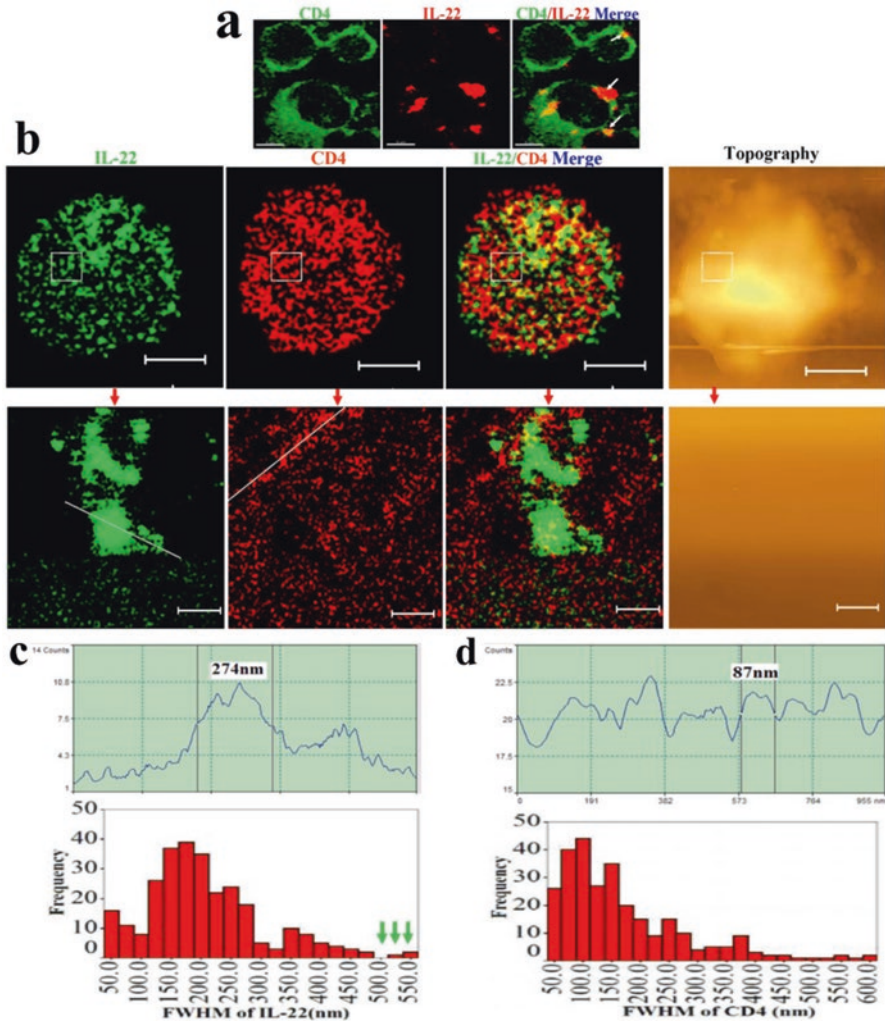 a
CD4 IL-22 CD4/IL-22 Merge
b
IL-22 CD4 IL-22/CD4 Merge Topography
c
14 Counts
10.8
7.5
4.3
1
274nm
Frequency
50
40
30
20
10
0
50.0 100.0 150.0 200.0 250.0 300.0 350.0 400.0 450.0 500.0 550.0
FWHM of IL-22(nm)
d
Counts
22.5
20
17.5
15
87nm
0 191 382 573 764 955 nm
Frequency
50
40
30
20
10
0
50.0 100.0 150.0 200.0 250.0 300.0 350.0 400.0 450.0 500.0 550.0 600.0
FWHM of CD4 (nm)